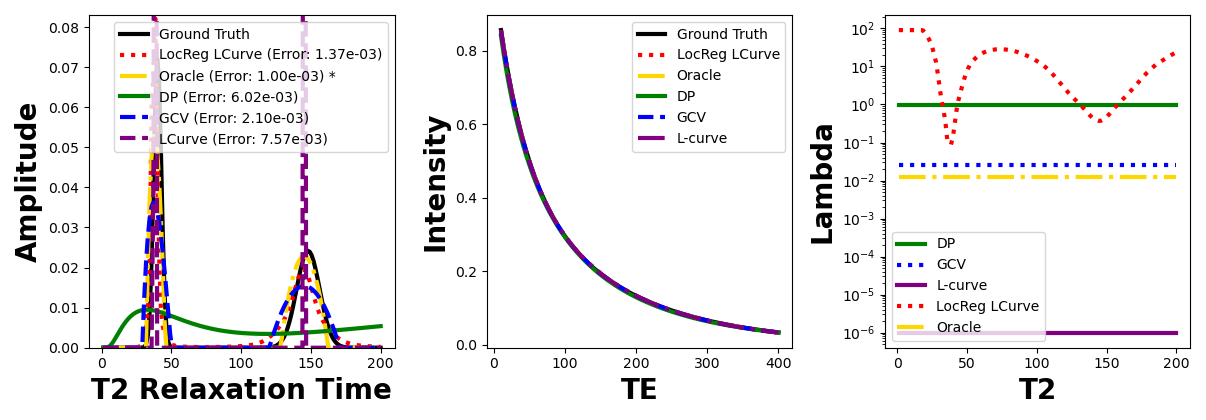 Amplitude
0.08
0.07
0.06
0.05
0.04
0.03
0.02
0.01
0.00
Ground Truth
LocReg LCurve (Error: 1.37e-03)
Oracle (Error: 1.00e-03) *
DP (Error: 6.02e-03)
GCV (Error: 2.10e-03)
LCurve (Error: 7.57e-03)
0 50 100 150 200
T2 Relaxation Time
Intensity
0.8
0.6
0.4
0.2
0.0
Ground Truth
LocReg LCurve
Oracle
DP
GCV
L-curve
0 100 200 300 400
TE
Lambda
10²
10¹
10⁰
10⁻¹
10⁻²
10⁻³
10⁻⁴
10⁻⁵
10⁻⁶
DP
GCV
L-curve
LocReg LCurve
Oracle
0 50 100 150 200
T2